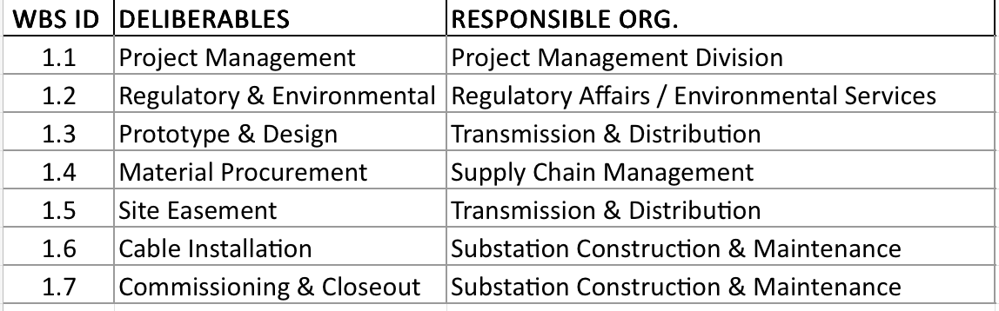 WBS ID DELIVERABLES RESPONSIBLE ORG.
1.1 Project Management Project Management Division
1.2 Regulatory & Environmental Regulatory Affairs / Environmental Services
1.3 Prototype & Design Transmission & Distribution
1.4 Material Procurement Supply Chain Management
1.5 Site Easement Transmission & Distribution
1.6 Cable Installation Substation Construction & Maintenance
1.7 Commissioning & Closeout Substation Construction & Maintenance